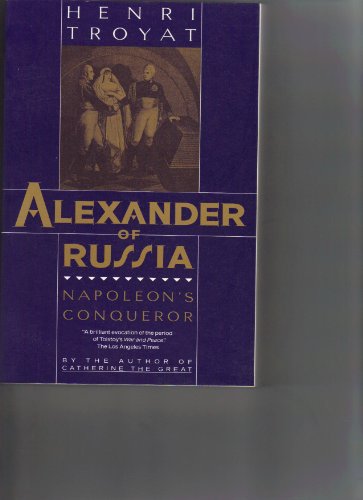 HENRI
TROYAT
ALEXANDER
OF
RUSSIA
NAPOLEON'S
CONQUEROR
"A brilliant evocation of the period
of Tolstoy's War and Peace."
The Los Angeles Times
BY THE AUTHOR OF
CATHERINE THE GREAT